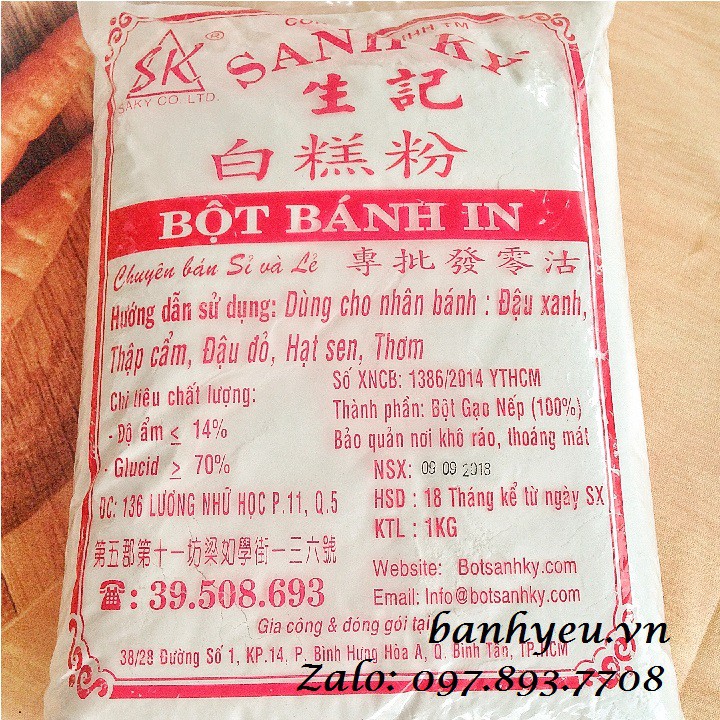 SK ®
SAKY CO. LTD.
SANH KÝ
生記
白糕粉
BỘT BÁNH IN
Chuyên bán Sỉ và Lẻ 專批發零沽
Hướng dẫn sử dụng: Dùng cho nhân bánh : Đậu xanh,
Thập cẩm, Đậu đỏ, Hạt sen, Thơm
Chỉ tiêu chất lượng:
- Độ ẩm ≤ 14%
- Glucid ≥ 70%
Số XNCB: 1386/2014 YTHCM
Thành phần: Bột Gạo Nếp (100%)
Bảo quản nơi khô ráo, thoáng mát
NSX: 09 09 2018
HSD : 18 Tháng kể từ ngày SX
KTL : 1KG
ĐC: 136 LƯƠNG NHỮ HỌC P.11, Q.5
第五郡第十一坊梁如學街一三六號
☎: 39.508.693
Website: Botsanhky.com
Email: Info@botsanhky.com
Gia công & đóng gói tại
38/28 Đường Số 1, KP.14, P. Bình Hưng Hòa A, Q. Bình Tân, TP.HCM
banhyeu.vn
Zalo: 097.893.7708